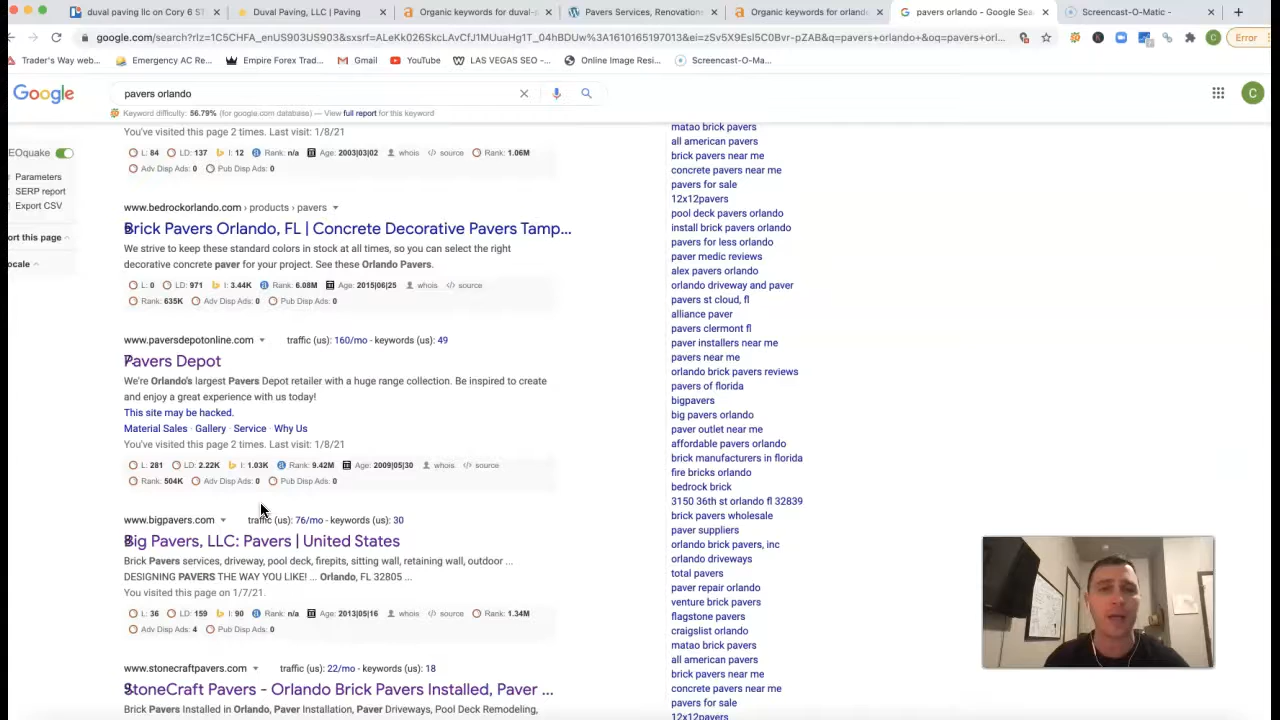 duval paving llc on Cory 6 ST
Duval Paving, LLC | Paving
Organic keywords for duval-p
Pavers Services, Renovations
Organic keywords for orlando
pavers orlando - Google Sea
Screencast-O-Matic -
google.com/search?rlz=1C5CHFA_enUS903US903&sxsrf=ALeKk026SkcLAvCfJ1MUuaHg1T_04hBDUw%3A1610165197013&ei=zSv5X9EsI5C0Bvr-pZAB&q=pavers+orlando+&oq=pavers+orl...
Error
Trader's Way web...
Emergency AC Re...
Empire Forex Trad...
Gmail
YouTube
LAS VEGAS SEO -...
Online Image Resi...
Screencast-O-Ma...
Google
pavers orlando
C
Keyword difficulty: 56.79% (for google.com database) — View full report for this keyword
EOquake
Parameters
SERP report
Export CSV
ort this page
ocale
You've visited this page 2 times. Last visit: 1/8/21
L: 84 LD: 137 I: 12 Rank: n/a Age: 2003|03|02 whois source Rank: 1.06M
Adv Disp Ads: 0 Pub Disp Ads: 0
www.bedrockorlando.com › products › pavers
Brick Pavers Orlando, FL | Concrete Decorative Pavers Tamp...
We strive to keep these standard colors in stock at all times, so you can select the right
decorative concrete paver for your project. See these Orlando Pavers.
L: 0 LD: 971 I: 3.44K Rank: 6.08M Age: 2015|06|25 whois source
Rank: 635K Adv Disp Ads: 0 Pub Disp Ads: 0
www.paversdepotonline.com traffic (us): 160/mo - keywords (us): 49
Pavers Depot
We're Orlando's largest Pavers Depot retailer with a huge range collection. Be inspired to create
and enjoy a great experience with us today!
This site may be hacked.
Material Sales · Gallery · Service · Why Us
You've visited this page 2 times. Last visit: 1/8/21
L: 281 LD: 2.22K I: 1.03K Rank: 9.42M Age: 2009|05|30 whois source
Rank: 504K Adv Disp Ads: 0 Pub Disp Ads: 0
www.bigpavers.com traffic (us): 76/mo - keywords (us): 30
Big Pavers, LLC: Pavers | United States
Brick Pavers services, driveway, pool deck, firepits, sitting wall, retaining wall, outdoor ...
DESIGNING PAVERS THE WAY YOU LIKE! ... Orlando, FL 32805 ...
You visited this page on 1/7/21.
L: 36 LD: 159 I: 90 Rank: n/a Age: 2013|05|16 whois source Rank: 1.34M
Adv Disp Ads: 4 Pub Disp Ads: 0
www.stonecraftpavers.com traffic (us): 22/mo - keywords (us): 18
StoneCraft Pavers - Orlando Brick Pavers Installed, Paver ...
Brick Pavers Installed in Orlando, Paver Installation, Paver Driveways, Pool Deck Remodeling,
matao brick pavers
all american pavers
brick pavers near me
concrete pavers near me
pavers for sale
12x12pavers
pool deck pavers orlando
install brick pavers orlando
pavers for less orlando
paver medic reviews
alex pavers orlando
orlando driveway and paver
pavers st cloud, fl
alliance paver
pavers clermont fl
paver installers near me
pavers near me
orlando brick pavers reviews
pavers of florida
bigpavers
big pavers orlando
paver outlet near me
affordable pavers orlando
brick manufacturers in florida
fire bricks orlando
bedrock brick
3150 36th st orlando fl 32839
brick pavers wholesale
paver suppliers
orlando brick pavers, inc
orlando driveways
total pavers
paver repair orlando
venture brick pavers
flagstone pavers
craigslist orlando
matao brick pavers
all american pavers
brick pavers near me
concrete pavers near me
pavers for sale
12x12pavers